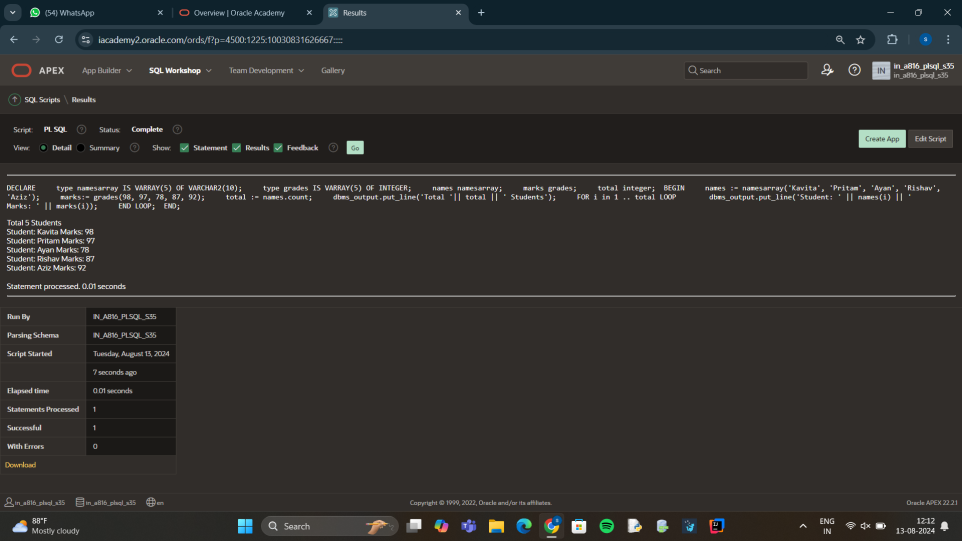 (54) WhatsApp
Overview | Oracle Academy
Results
iacademy2.oracle.com/ords/f?p=4500:1225:10030831626667:::::
S
APEX
App Builder
SQL Workshop
Team Development
Gallery
Search
IN
in_a816_plsql_s35
in_a816_plsql_s35
SQL Scripts \ Results
Script: PL SQL Status: Complete
View: Detail Summary Show: Statement Results Feedback Go
Create App
Edit Script
DECLARE type namesarray IS VARRAY(5) OF VARCHAR2(10); type grades IS VARRAY(5) OF INTEGER; names namesarray; marks grades; total integer; BEGIN names := namesarray('Kavita', 'Pritam', 'Ayan', 'Rishav',
'Aziz'); marks:= grades(98, 97, 78, 87, 92); total := names.count; dbms_output.put_line('Total '|| total || ' Students'); FOR i in 1 .. total LOOP dbms_output.put_line('Student: ' || names(i) || '
Marks: ' || marks(i)); END LOOP; END;
Total 5 Students
Student: Kavita Marks: 98
Student: Pritam Marks: 97
Student: Ayan Marks: 78
Student: Rishav Marks: 87
Student: Aziz Marks: 92
Statement processed. 0.01 seconds
Run By IN_A816_PLSQL_S35
Parsing Schema IN_A816_PLSQL_S35
Script Started Tuesday, August 13, 2024
7 seconds ago
Elapsed time 0.01 seconds
Statements Processed 1
Successful 1
With Errors 0
Download
in_a816_plsql_s35 in_a816_plsql_s35 en
Copyright © 1999, 2022, Oracle and/or its affiliates.
Oracle APEX 22.2.1
88°F
Mostly cloudy
Search
ENG
IN
12:12
13-08-2024